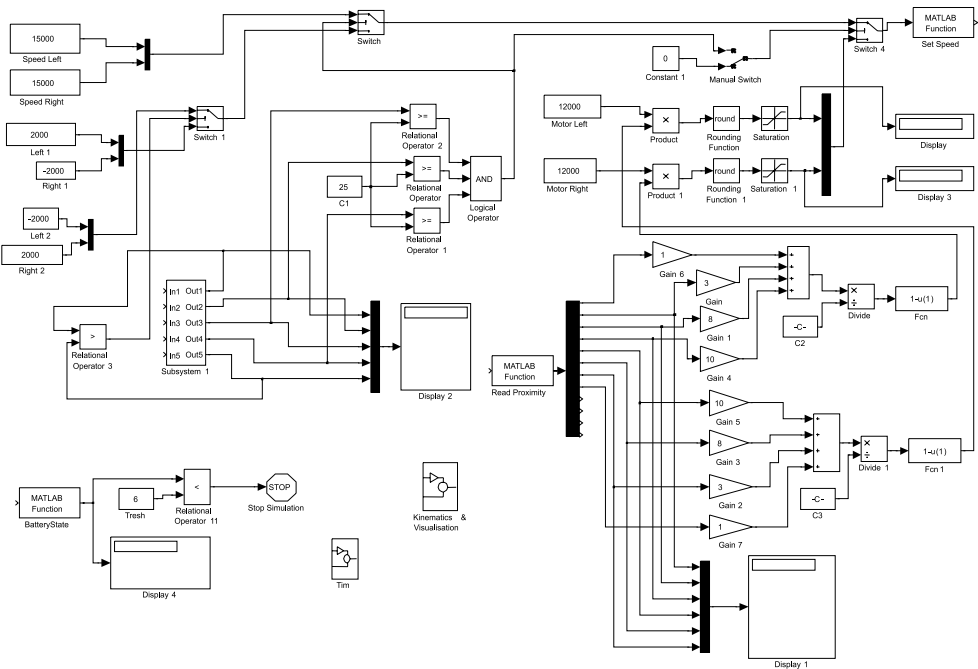 15000
Speed Left
15000
Speed Right
Switch
MATLAB
Function
Set Speed
Switch 4
0
Constant 1
Manual Switch
2000
Left 1
-2000
Right 1
Switch 1
-2000
Left 2
2000
Right 2
>=
Relational
Operator 2
>=
Relational
Operator
>=
Relational
Operator 1
25
C1
AND
Logical
Operator
12000
Motor Left
×
Product
round
Rounding
Function
Saturation
Display
12000
Motor Right
×
Product 1
round
Rounding
Function 1
Saturation 1
Display 3
>
Relational
Operator 3
In1 Out1
In2 Out2
In3 Out3
In4 Out4
In5 Out5
Subsystem 1
Display 2
MATLAB
Function
Read Proximity
1
Gain 6
3
Gain
8
Gain 1
10
Gain 4
+
+
+
+
-C-
C2
×
÷
Divide
1-u(1)
Fcn
10
Gain 5
8
Gain 3
3
Gain 2
1
Gain 7
+
+
+
+
-C-
C3
×
÷
Divide 1
1-u(1)
Fcn 1
MATLAB
Function
BatteryState
6
Tresh
<
Relational
Operator 11
STOP
Stop Simulation
Display 4
Kinematics &
Visualisation
Tim
Display 1